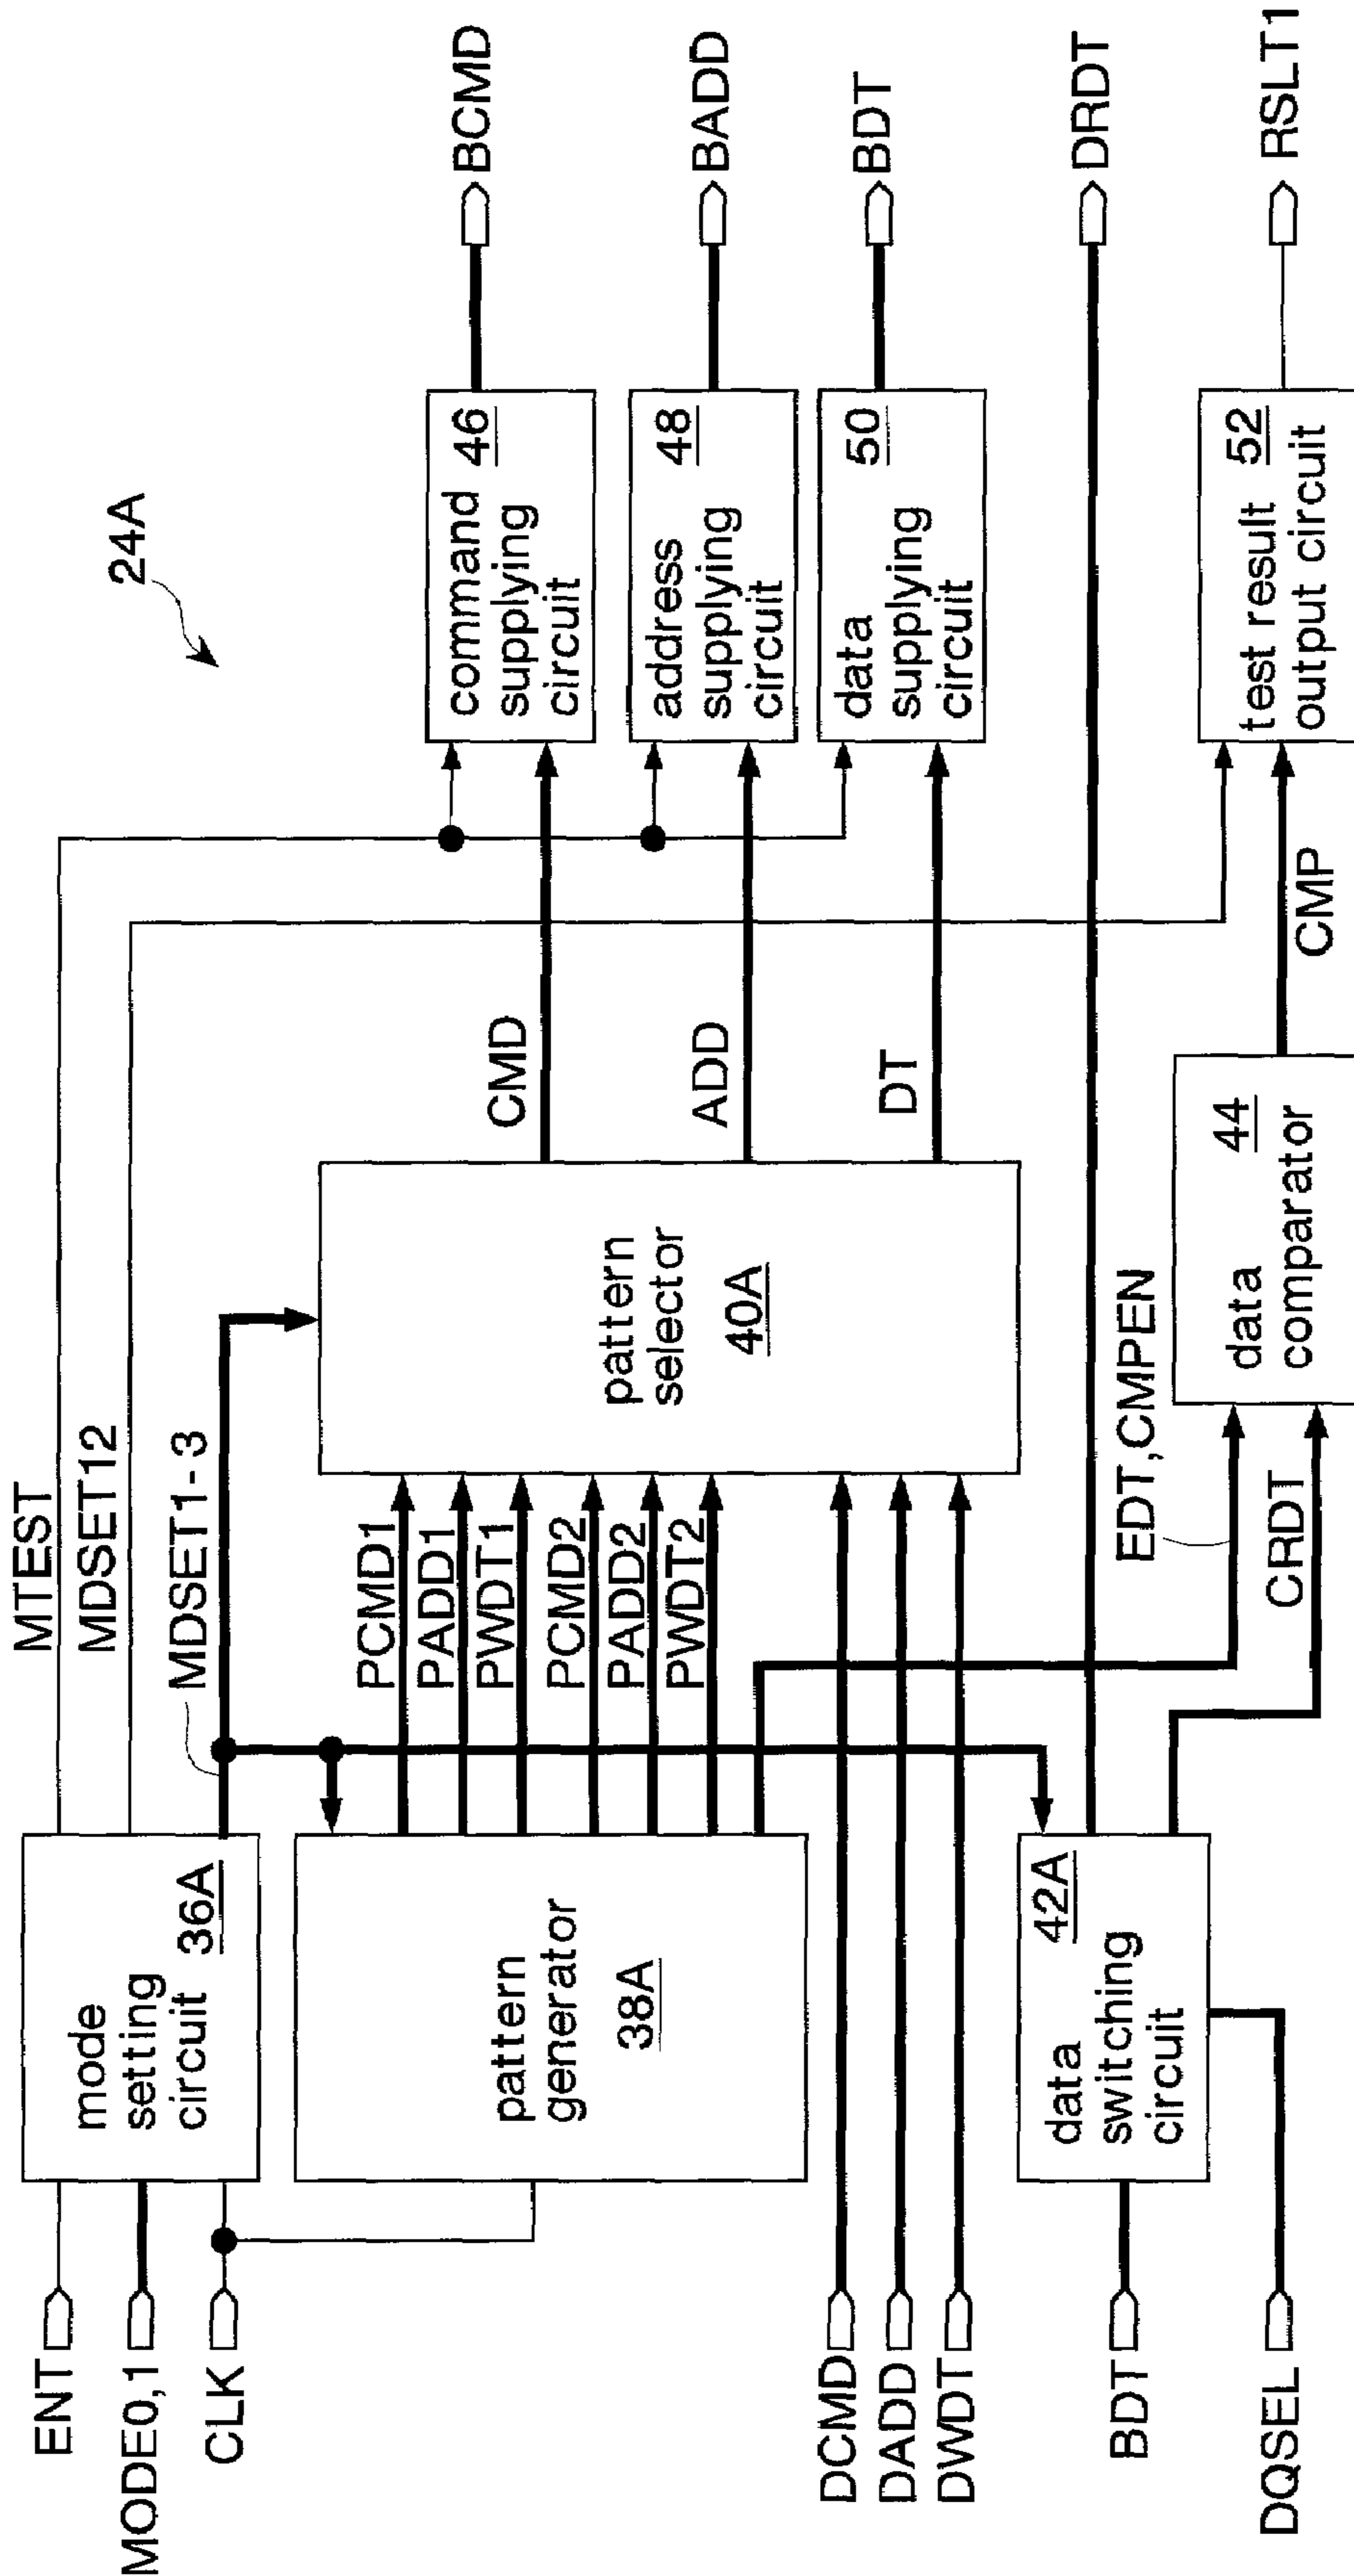 24A
ENT
MODE0,1
CLK
mode
setting
circuit 36A
MTEST
MDSET12
MDSET1-3
pattern
generator
38A
PCMD1
PADD1
PWDT1
PCMD2
PADD2
PWDT2
DCMD
DADD
DWDT
pattern
selector
40A
CMD
ADD
DT
command 46
supplying
circuit
BCMD
address 48
supplying
circuit
BADD
data 50
supplying
circuit
BDT
BDT
DQSEL
data 42A
switching
circuit
DRDT
EDT,CMPEN
CRDT
data 44
comparator
CMP
test result 52
output circuit
RSLT1